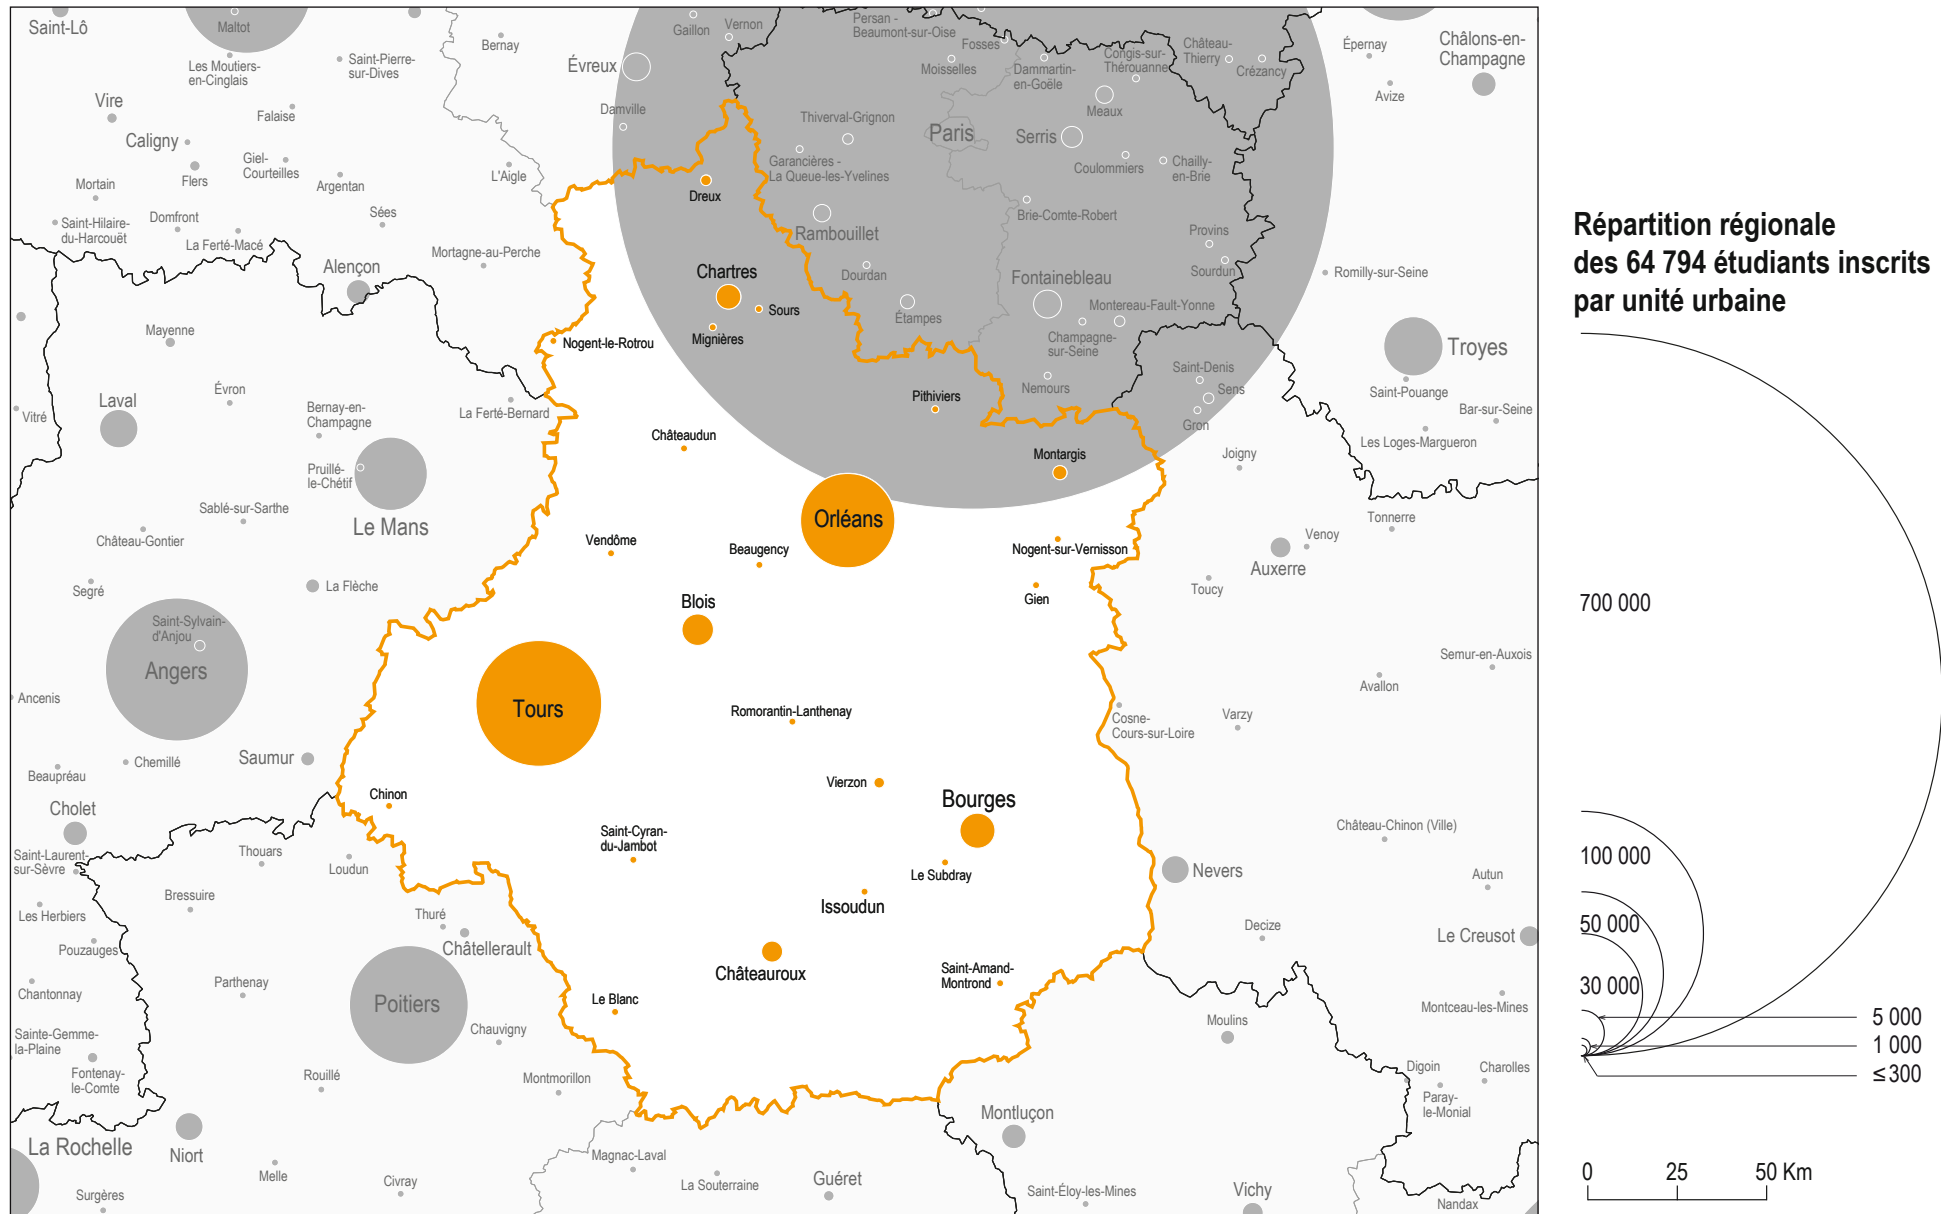 Saint-Lô
Maltot
Les Moutiers-
en-Cinglais
Saint-Pierre-
sur-Dives
Bernay
Évreux
Gaillon
Vernon
Persan -
Beaumont-sur-Oise
Fosses
Moisselles
Dammartin-
en-Goële
Congis-sur-
Thérouanne
Château-
Thierry
Crézancy
Épernay
Avize
Châlons-en-
Champagne
Vire
Caligny
Falaise
Giel-
Courteilles
Flers
Mortain
Argentan
L'Aigle
Damville
Thiverval-Grignon
Garancières -
La Queue-les-Yvelines
Paris
Serris
Meaux
Coulommiers
Chailly-
en-Brie
Saint-Hilaire-
du-Harcouët
Domfront
La Ferté-Macé
Sées
Mortagne-au-Perche
Alençon
Dreux
Rambouillet
Dourdan
Brie-Comte-Robert
Provins
Sourdun
Romilly-sur-Seine
Chartres
Sours
Mignières
Étampes
Fontainebleau
Montereau-Fault-Yonne
Champagne-
sur-Seine
Nemours
Mayenne
Nogent-le-Rotrou
Troyes
Saint-Pouange
Bar-sur-Seine
Les Loges-Margueron
Saint-Denis
Sens
Gron
Joigny
Laval
Vitré
Évron
Bernay-en-
Champagne
La Ferté-Bernard
Pruillé-
le-Chétif
Le Mans
Sablé-sur-Sarthe
Château-Gontier
Segré
La Flèche
Pithiviers
Châteaudun
Montargis
Orléans
Vendôme
Beaugency
Nogent-sur-Vernisson
Gien
Tonnerre
Venoy
Auxerre
Toucy
Saint-Sylvain-
d'Anjou
Angers
Ancenis
Blois
Tours
Romorantin-Lanthenay
Semur-en-Auxois
Avallon
Cosne-
Cours-sur-Loire
Varzy
Chemillé
Saumur
Beaupréau
Cholet
Chinon
Vierzon
Bourges
Saint-Cyran-
du-Jambot
Le Subdray
Issoudun
Château-Chinon (Ville)
Saint-Laurent-
sur-Sèvre
Thouars
Loudun
Bressuire
Les Herbiers
Pouzauges
Thuré
Châtellerault
Nevers
Autun
Decize
Le Creusot
Chantonnay
Parthenay
Poitiers
Châteauroux
Le Blanc
Saint-Amand-
Montrond
Montceau-les-Mines
Sainte-Gemme-
la-Plaine
Fontenay-
le-Comte
Chauvigny
Rouillé
Montmorillon
Moulins
Digoin
Charolles
Paray-
le-Monial
La Rochelle
Niort
Melle
Civray
Surgères
Magnac-Laval
La Souterraine
Guéret
Montluçon
Saint-Éloy-les-Mines
Vichy
Nandax
Répartition régionale
des 64 794 étudiants inscrits
par unité urbaine
700 000
100 000
50 000
30 000
5 000
1 000
≤ 300
0 25 50 Km